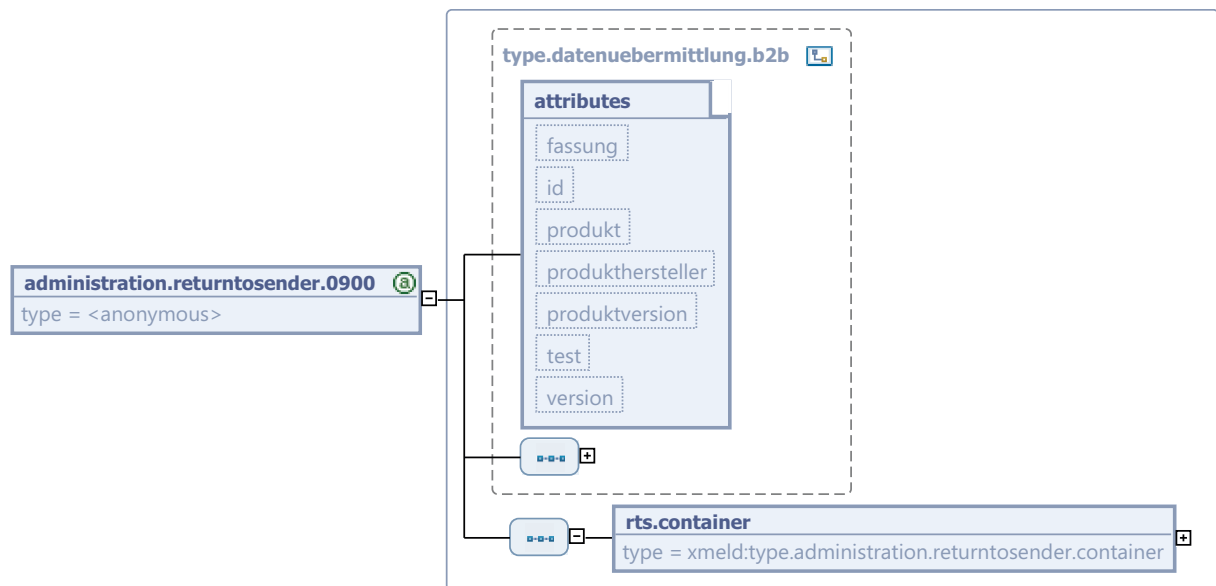 type.datenuebermittlung.b2b
attributes
fassung
id
produkt
produkthersteller
produktversion
test
version
administration.returntosender.0900 @
type = <anonymous>
rts.container
type = xmeld:type.administration.returntosender.container